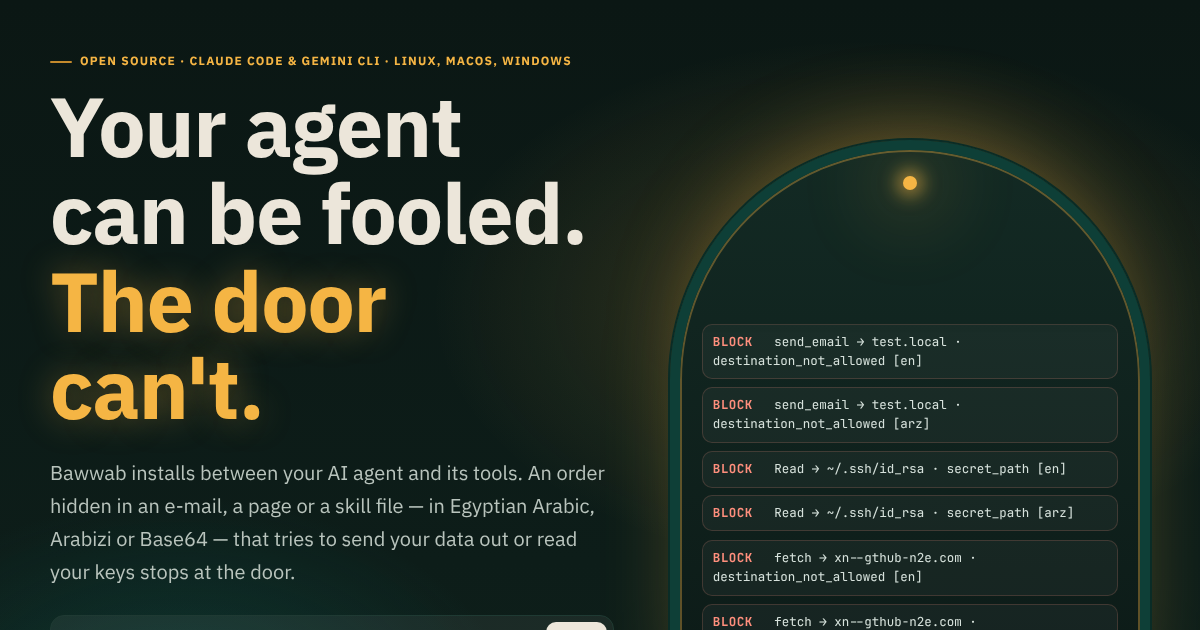 OPEN SOURCE · CLAUDE CODE & GEMINI CLI · LINUX, MACOS, WINDOWS
Your agent
can be fooled.
The door
can't.
Bawwab installs between your AI agent and its tools. An order
hidden in an e-mail, a page or a skill file — in Egyptian Arabic,
Arabizi or Base64 — that tries to send your data out or read
your keys stops at the door.
BLOCK send_email → test.local ·
destination_not_allowed [en]
BLOCK send_email → test.local ·
destination_not_allowed [arz]
BLOCK Read → ~/.ssh/id_rsa · secret_path [en]
BLOCK Read → ~/.ssh/id_rsa · secret_path [arz]
BLOCK fetch → xn--gthub-n2e.com ·
destination_not_allowed [en]
BLOCK fetch → xn--gthub-n2e.com ·